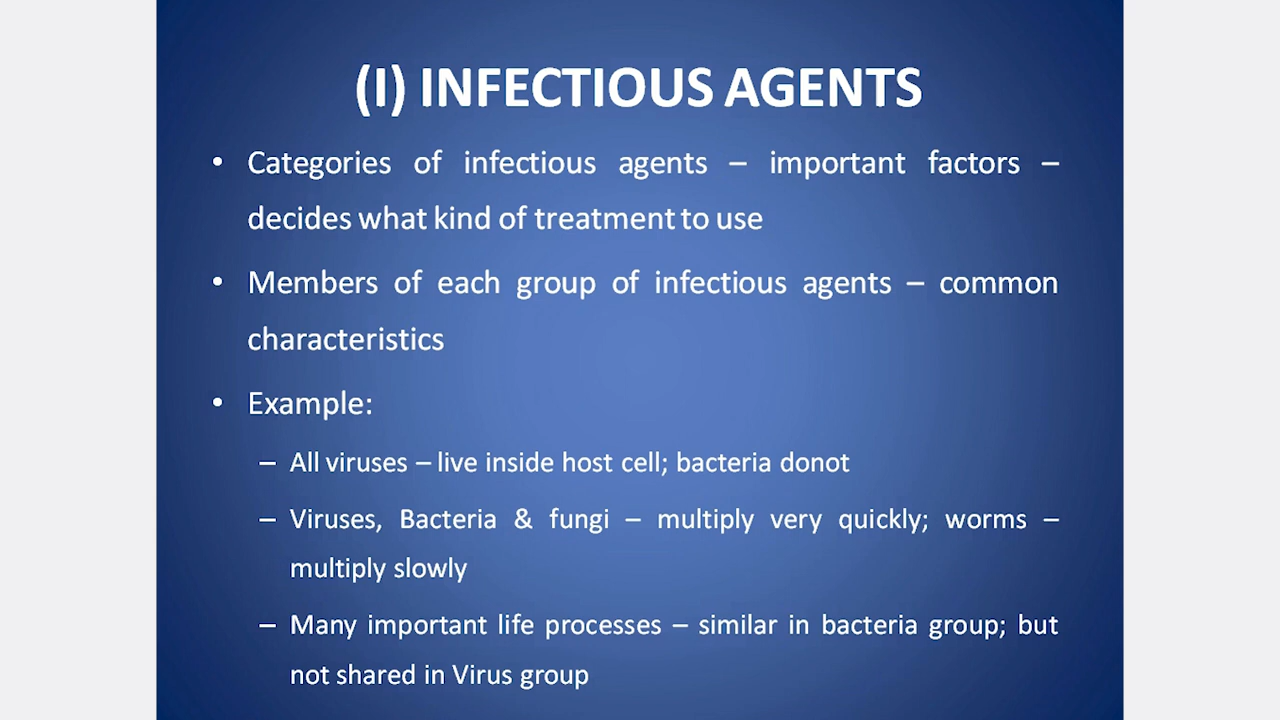 (I) INFECTIOUS AGENTS
• Categories of infectious agents – important factors –
decides what kind of treatment to use
• Members of each group of infectious agents – common
characteristics
• Example:
– All viruses – live inside host cell; bacteria donot
– Viruses, Bacteria & fungi – multiply very quickly; worms –
multiply slowly
– Many important life processes – similar in bacteria group; but
not shared in Virus group